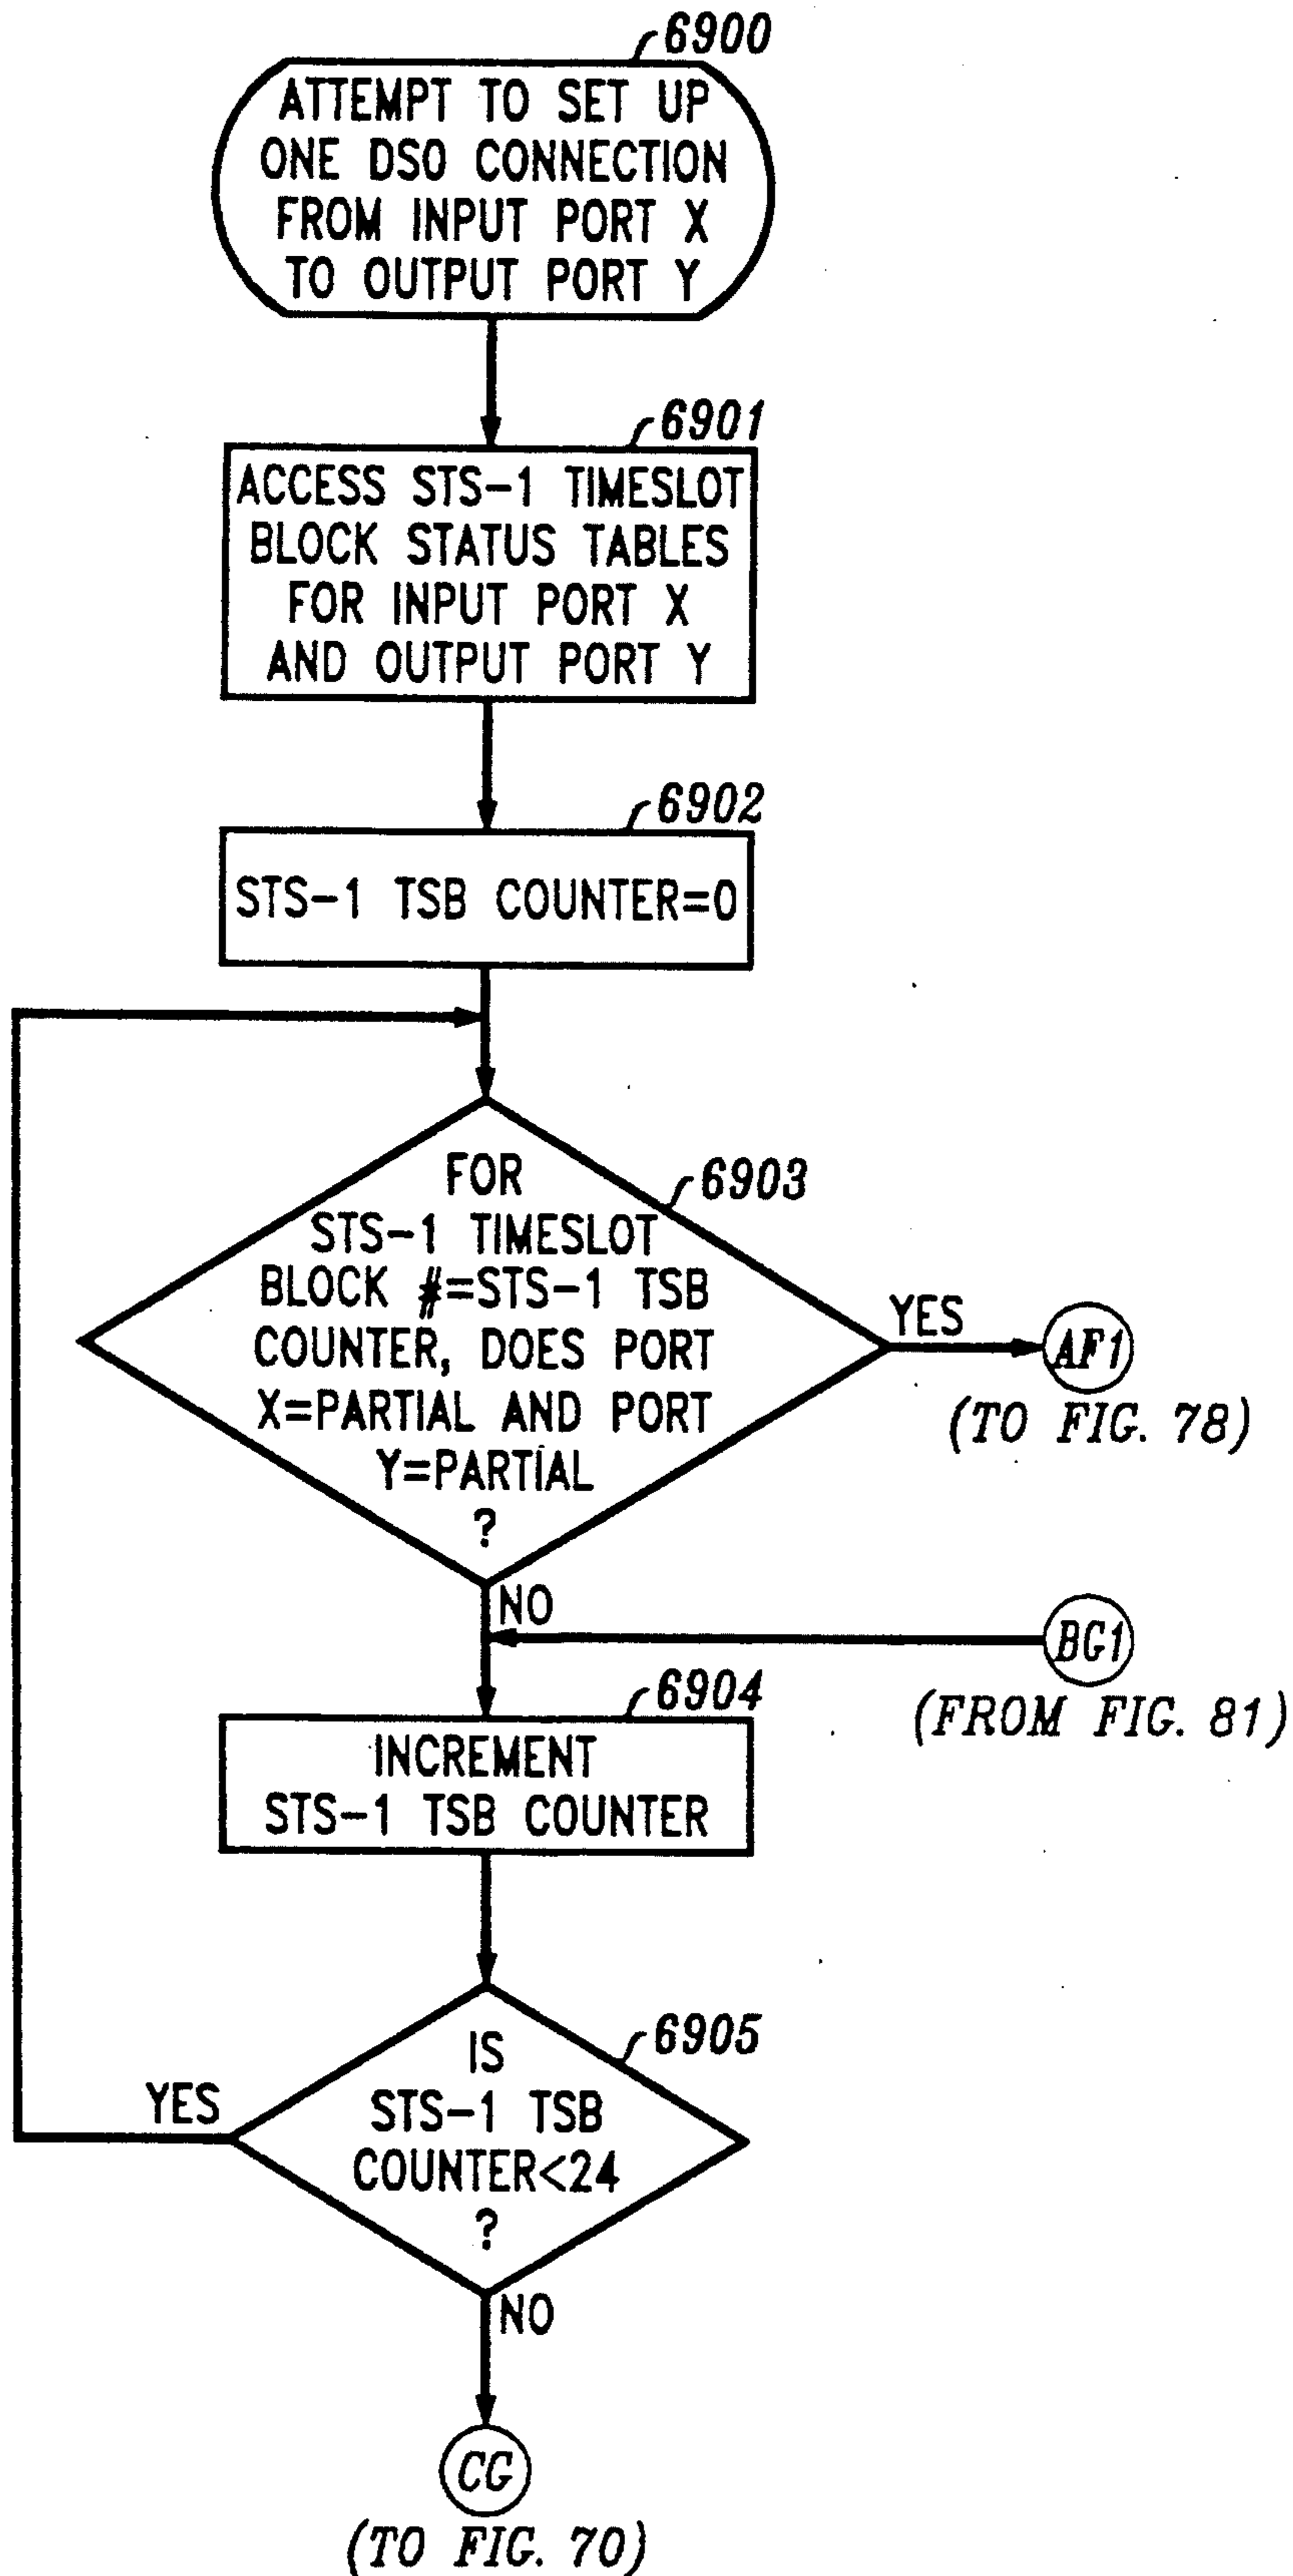 6900
ATTEMPT TO SET UP
ONE DS0 CONNECTION
FROM INPUT PORT X
TO OUTPUT PORT Y
6901
ACCESS STS-1 TIMESLOT
BLOCK STATUS TABLES
FOR INPUT PORT X
AND OUTPUT PORT Y
6902
STS-1 TSB COUNTER=0
6903
FOR
STS-1 TIMESLOT
BLOCK #=STS-1 TSB
COUNTER, DOES PORT
X=PARTIAL AND PORT
Y=PARTIAL
?
YES
AF1
(TO FIG. 78)
NO
BG1
(FROM FIG. 81)
6904
INCREMENT
STS-1 TSB COUNTER
6905
IS
STS-1 TSB
COUNTER<24
?
YES
NO
CG
(TO FIG. 70)